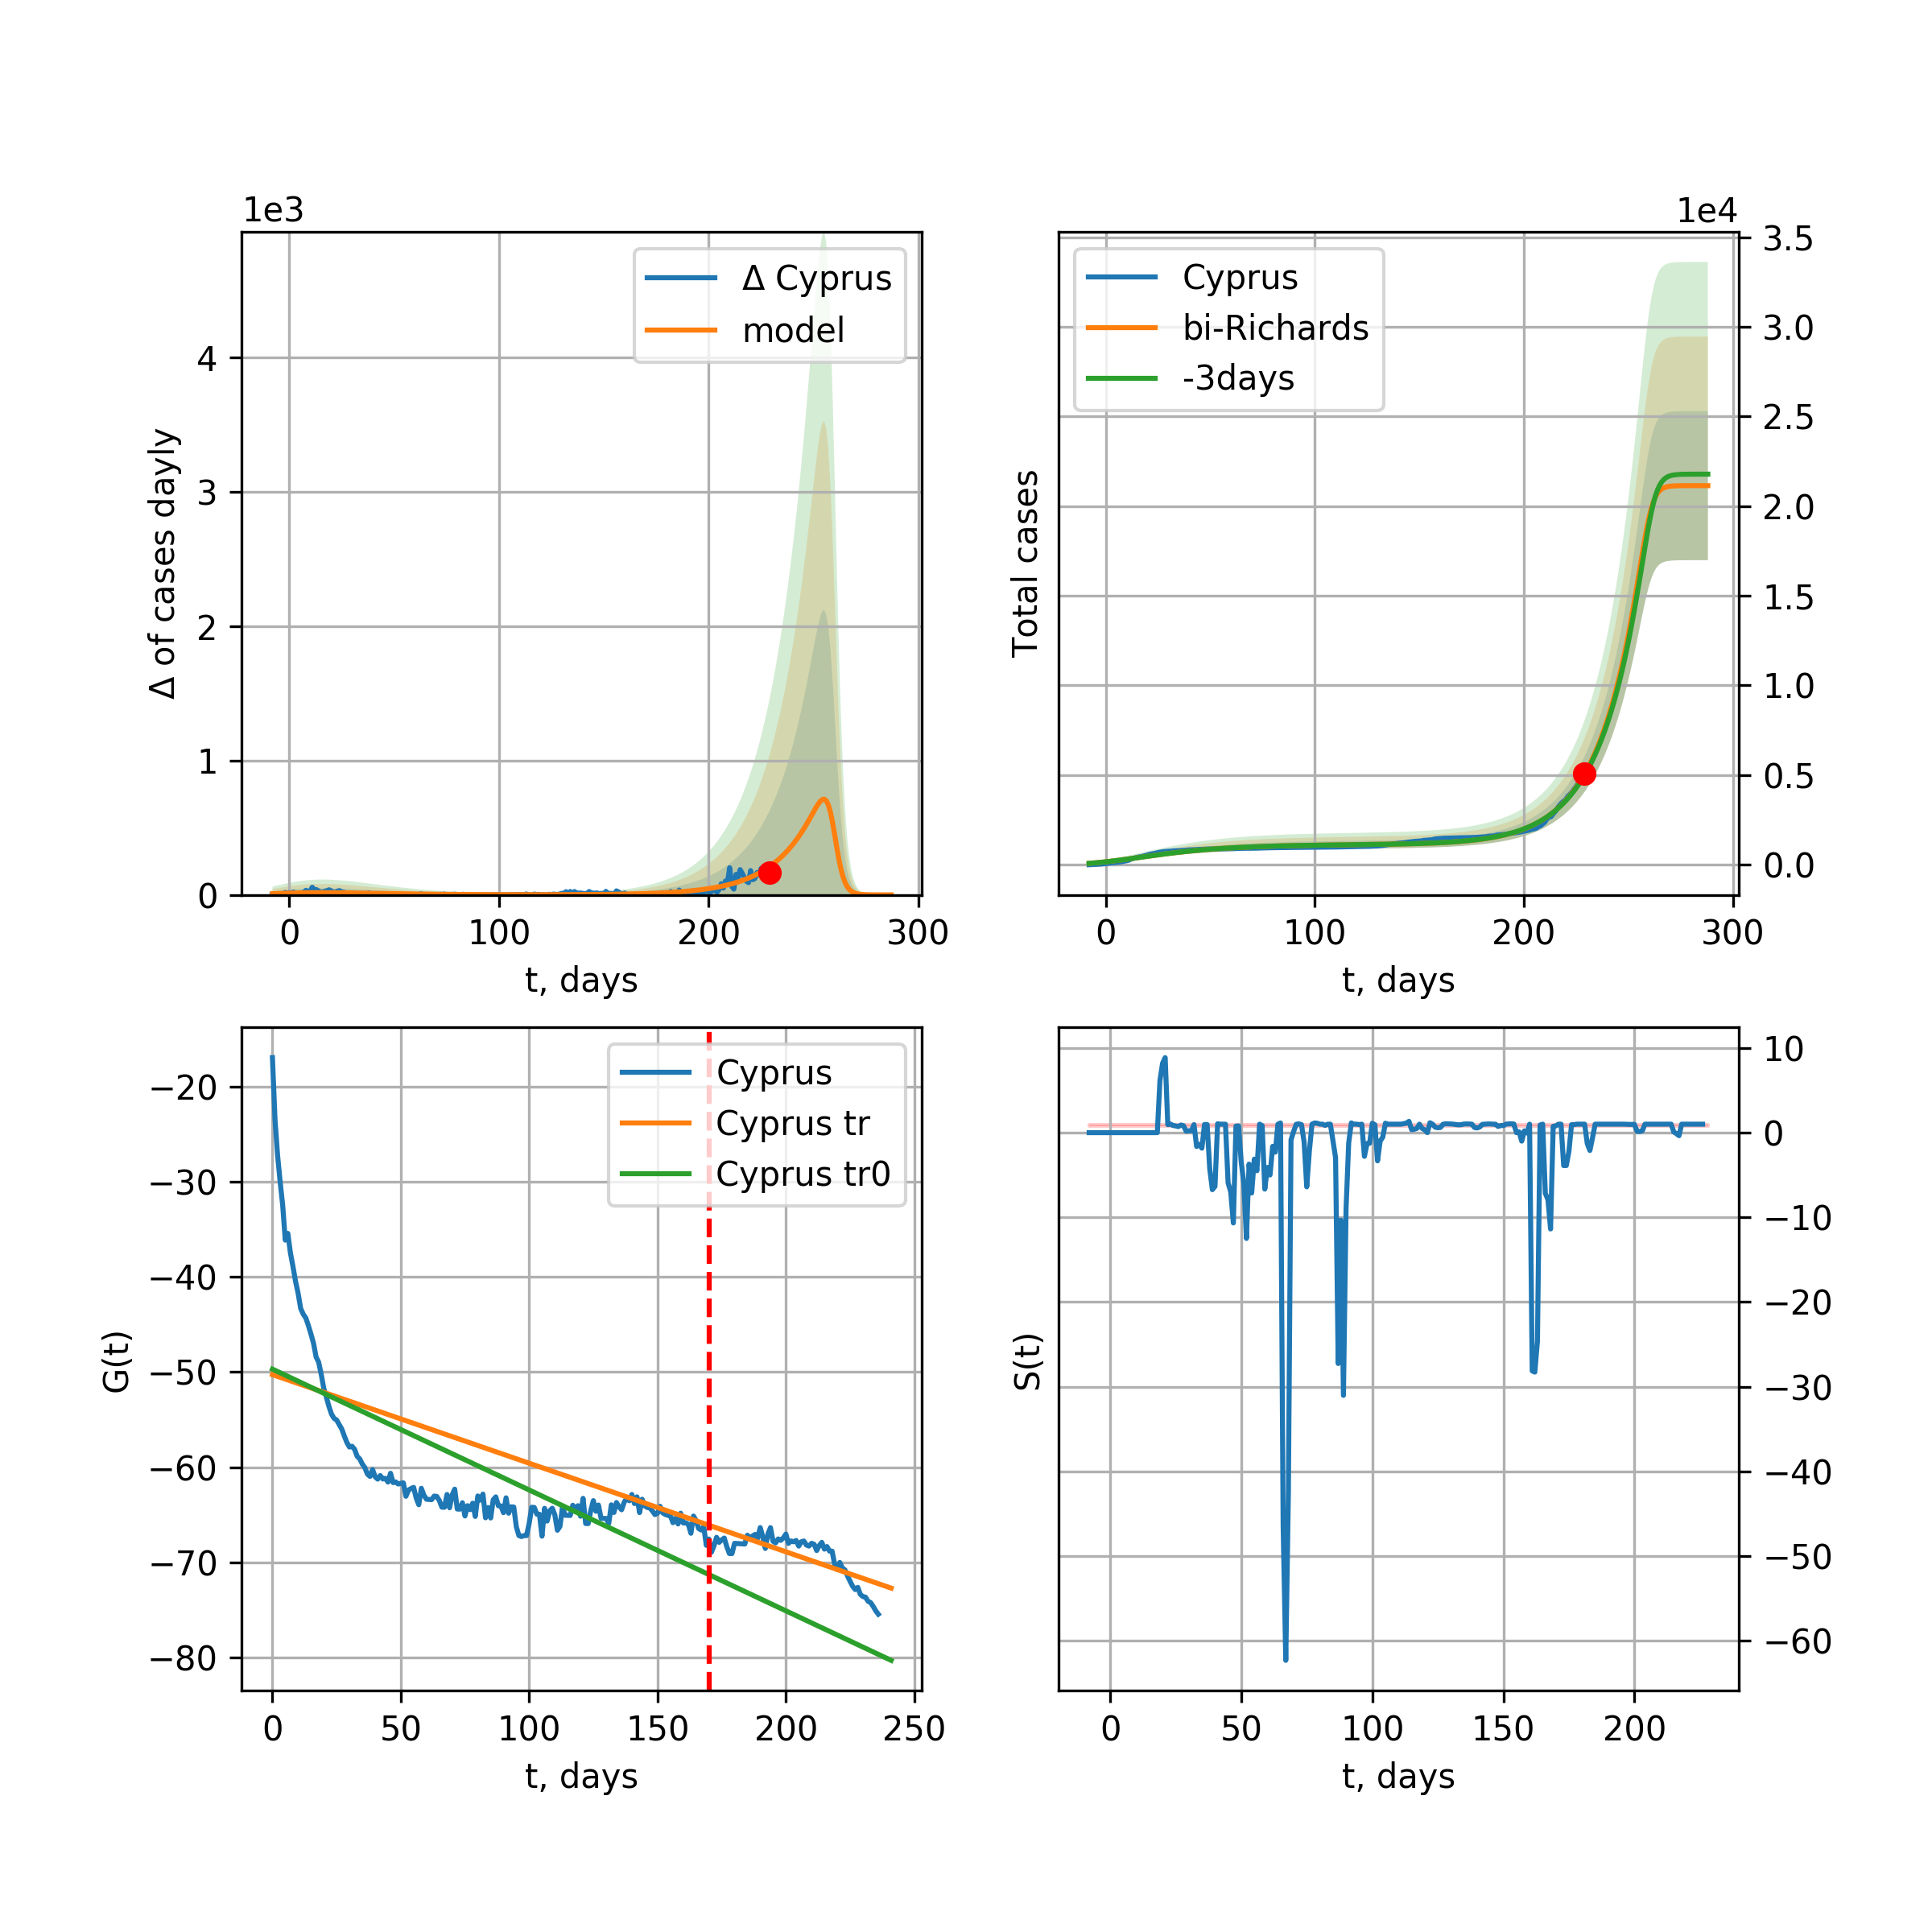 1e3
Δ of cases dayly
4
3
2
1
0
0 100 200 300
t, days
Δ Cyprus
model
1e4
Total cases
3.5
3.0
2.5
2.0
1.5
1.0
0.5
0.0
0 100 200 300
t, days
Cyprus
bi-Richards
-3days
G(t)
−20
−30
−40
−50
−60
−70
−80
0 50 100 150 200 250
t, days
Cyprus
Cyprus tr
Cyprus tr0
S(t)
10
0
−10
−20
−30
−40
−50
−60
0 50 100 150 200
t, days